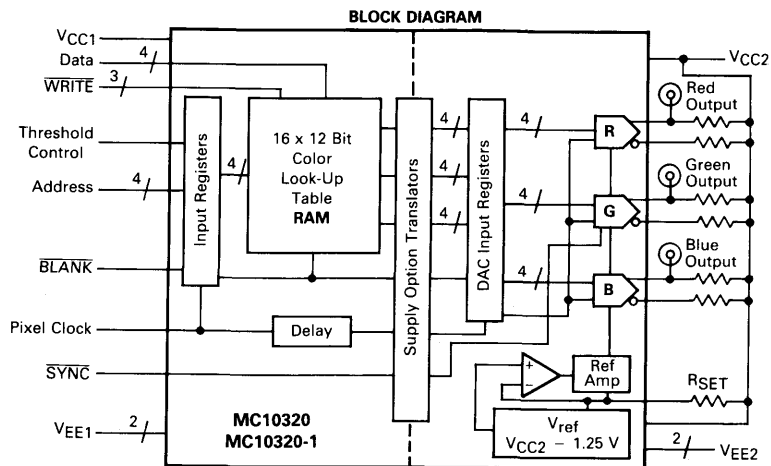 BLOCK DIAGRAM
VCC1
Data
4
WRITE
3
Threshold
Control
Address
4
BLANK
Pixel Clock
SYNC
VEE1
2
Input Registers
4
16 x 12 Bit
Color
Look-Up
Table
RAM
Delay
Supply Option Translators
4
4
4
DAC Input Registers
4
4
4
R
G
B
+
−
Ref
Amp
Vref
VCC2 − 1.25 V
MC10320
MC10320-1
VCC2
Red
Output
Green
Output
Blue
Output
RSET
2
VEE2